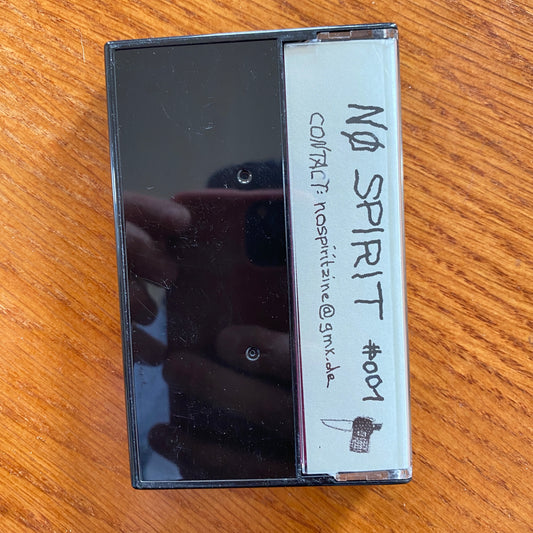 NØ SPIRIT #001
CONTACT: nospiritzine@gmx.de